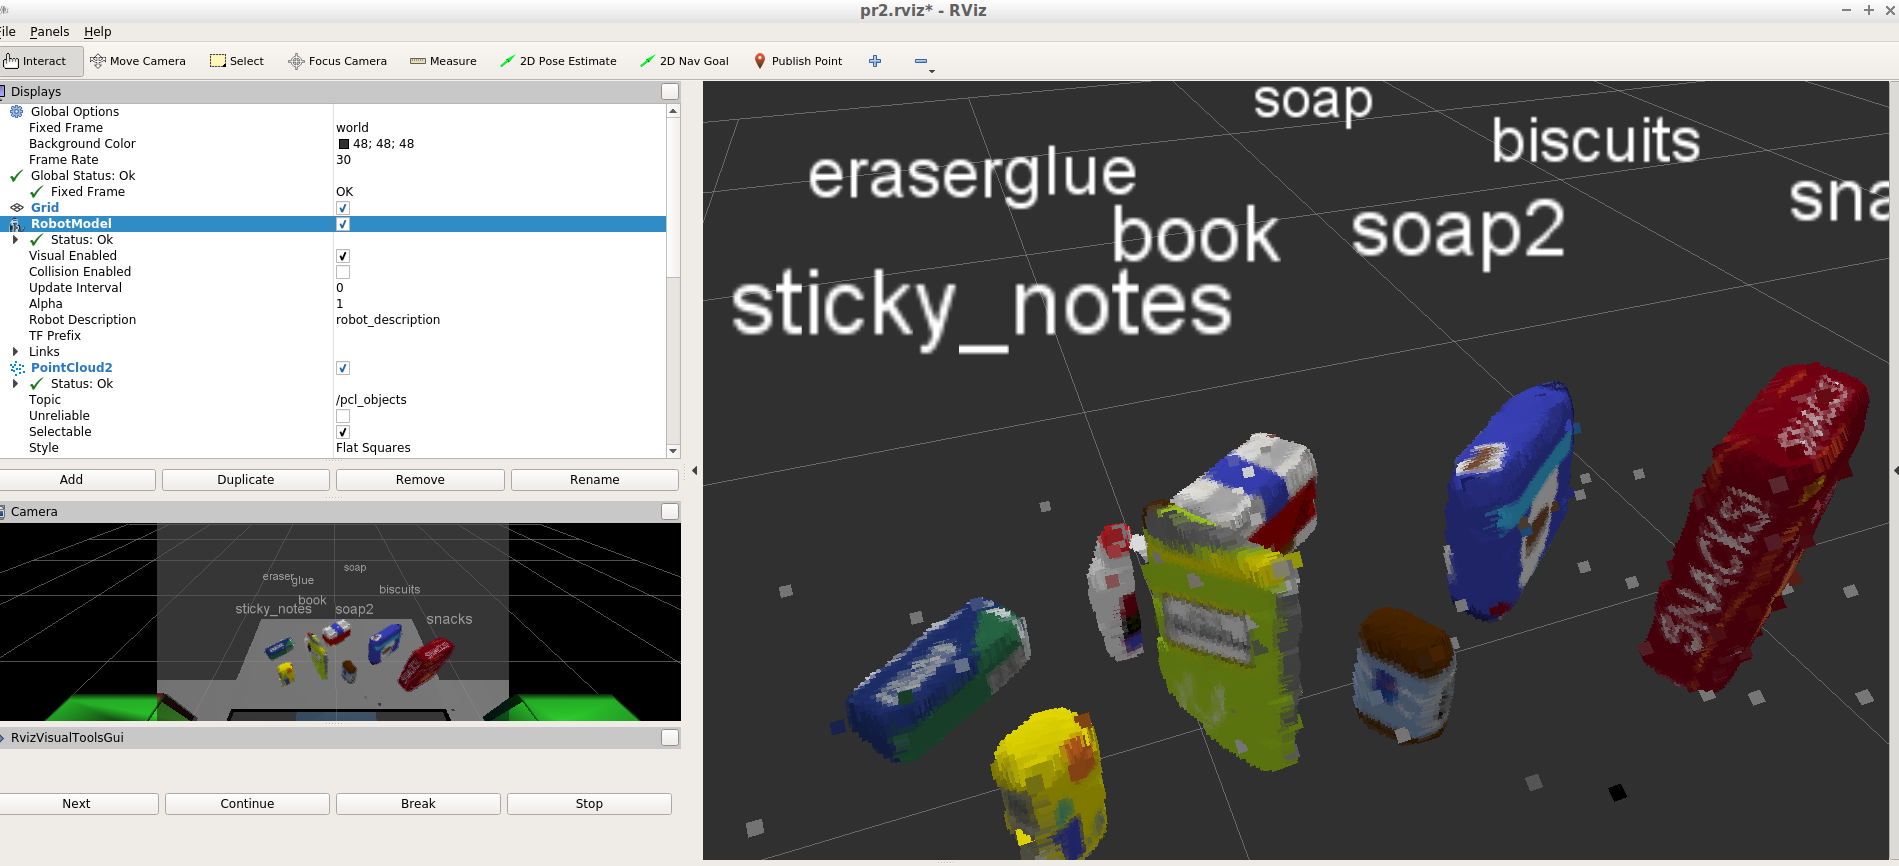 pr2.rviz* - RViz
File Panels Help
Interact Move Camera Select Focus Camera Measure 2D Pose Estimate 2D Nav Goal Publish Point
Displays
Global Options
Fixed Frame world
Background Color 48; 48; 48
Frame Rate 30
Global Status: Ok
Fixed Frame OK
Grid
RobotModel
Status: Ok
Visual Enabled
Collision Enabled
Update Interval 0
Alpha 1
Robot Description robot_description
TF Prefix
Links
PointCloud2
Status: Ok
Topic /pcl_objects
Unreliable
Selectable
Style Flat Squares
Add Duplicate Remove Rename
Camera
soap
eraser
glue
biscuits
book
sticky_notes soap2
snacks
RvizVisualToolsGui
Next Continue Break Stop
soap
biscuits
eraserglue
sna
book soap2
sticky_notes
SNACKS